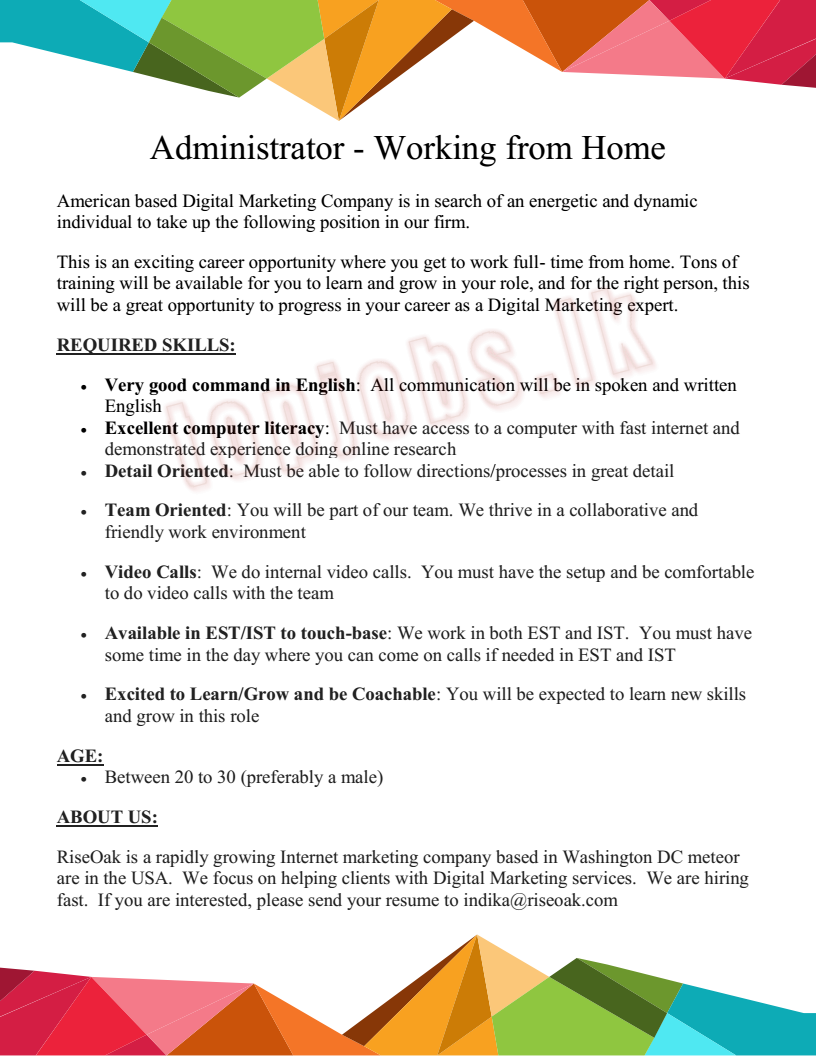 Administrator - Working from Home
American based Digital Marketing Company is in search of an energetic and dynamic
individual to take up the following position in our firm.
This is an exciting career opportunity where you get to work full- time from home. Tons of
training will be available for you to learn and grow in your role, and for the right person, this
will be a great opportunity to progress in your career as a Digital Marketing expert.
REQUIRED SKILLS:
• Very good command in English:  All communication will be in spoken and written
English
• Excellent computer literacy:  Must have access to a computer with fast internet and
demonstrated experience doing online research
• Detail Oriented:  Must be able to follow directions/processes in great detail
• Team Oriented: You will be part of our team. We thrive in a collaborative and
friendly work environment
• Video Calls:  We do internal video calls.  You must have the setup and be comfortable
to do video calls with the team
• Available in EST/IST to touch-base: We work in both EST and IST.  You must have
some time in the day where you can come on calls if needed in EST and IST
• Excited to Learn/Grow and be Coachable: You will be expected to learn new skills
and grow in this role
AGE:
• Between 20 to 30 (preferably a male)
ABOUT US:
RiseOak is a rapidly growing Internet marketing company based in Washington DC meteor
are in the USA.  We focus on helping clients with Digital Marketing services.  We are hiring
fast.  If you are interested, please send your resume to indika@riseoak.com
topjobs.lk